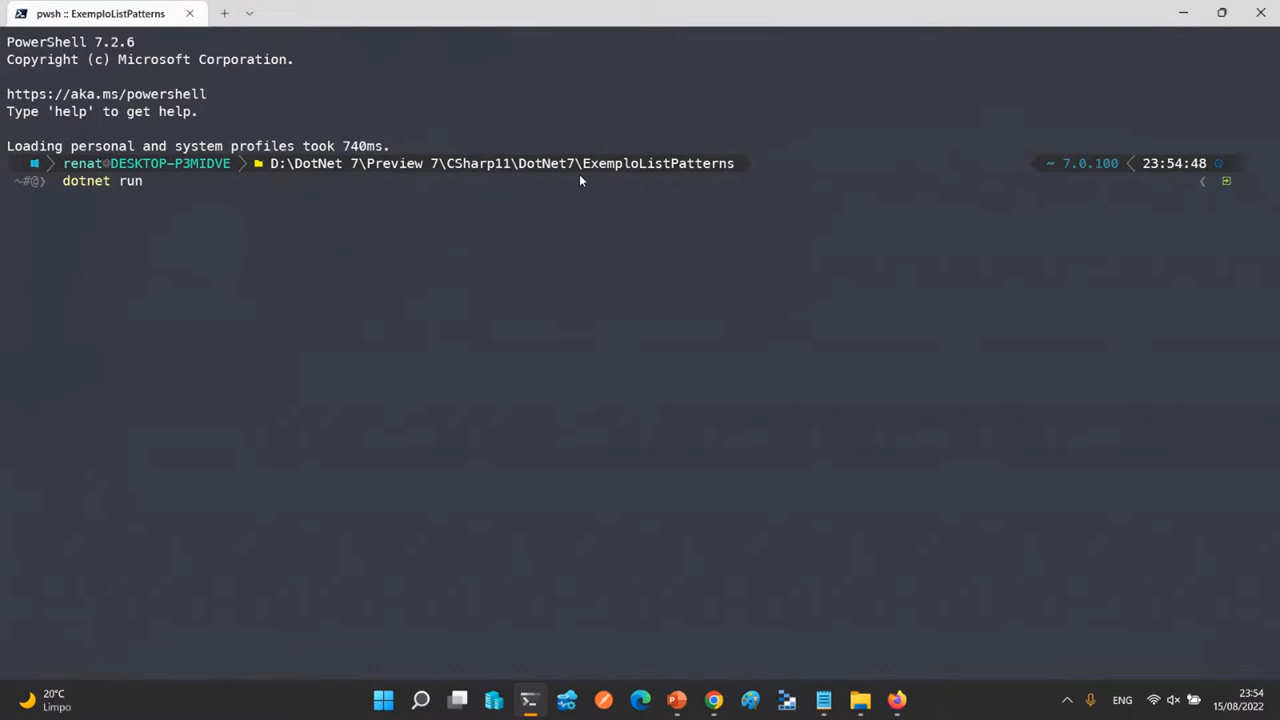 pwsh :: ExemploListPatterns
PowerShell 7.2.6
Copyright (c) Microsoft Corporation.
https://aka.ms/powershell
Type 'help' to get help.
Loading personal and system profiles took 740ms.
renat@DESKTOP-P3MIDVE D:\DotNet 7\Preview 7\CSharp11\DotNet7\ExemploListPatterns ~ 7.0.100 23:54:48
~#@❯ dotnet run
20°C
Limpo
ENG
23:54
15/08/2022